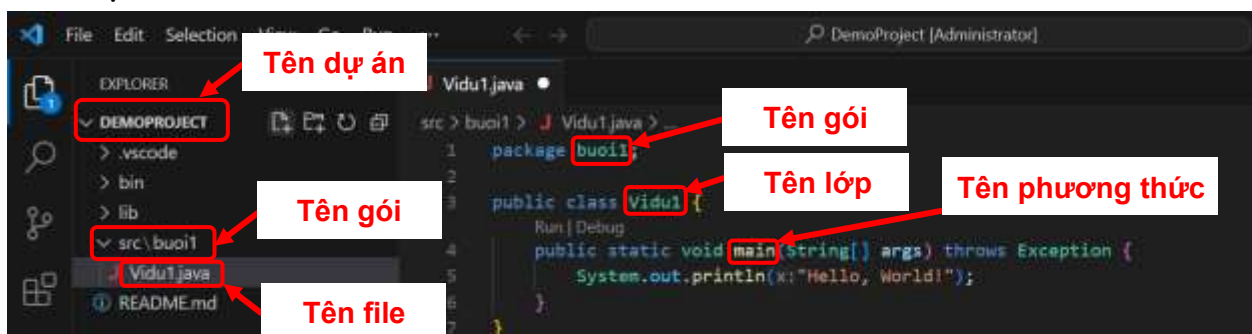 File Edit Selection View Go Run ...
DemoProject [Administrator]
Tên dự án
EXPLORER
Vidu1.java
DEMOPROJECT
src > buoi1 > J Vidu1.java > ...
Tên gói
> .vscode
1 package buoi1;
> bin
2
Tên lớp
Tên phương thức
> lib
3 public class Vidu1 {
Tên gói
Run | Debug
src\buoi1
4 public static void main(String[] args) throws Exception {
J Vidu1.java
5 System.out.println(x:"Hello, World!");
README.md
6 }
Tên file
7 }